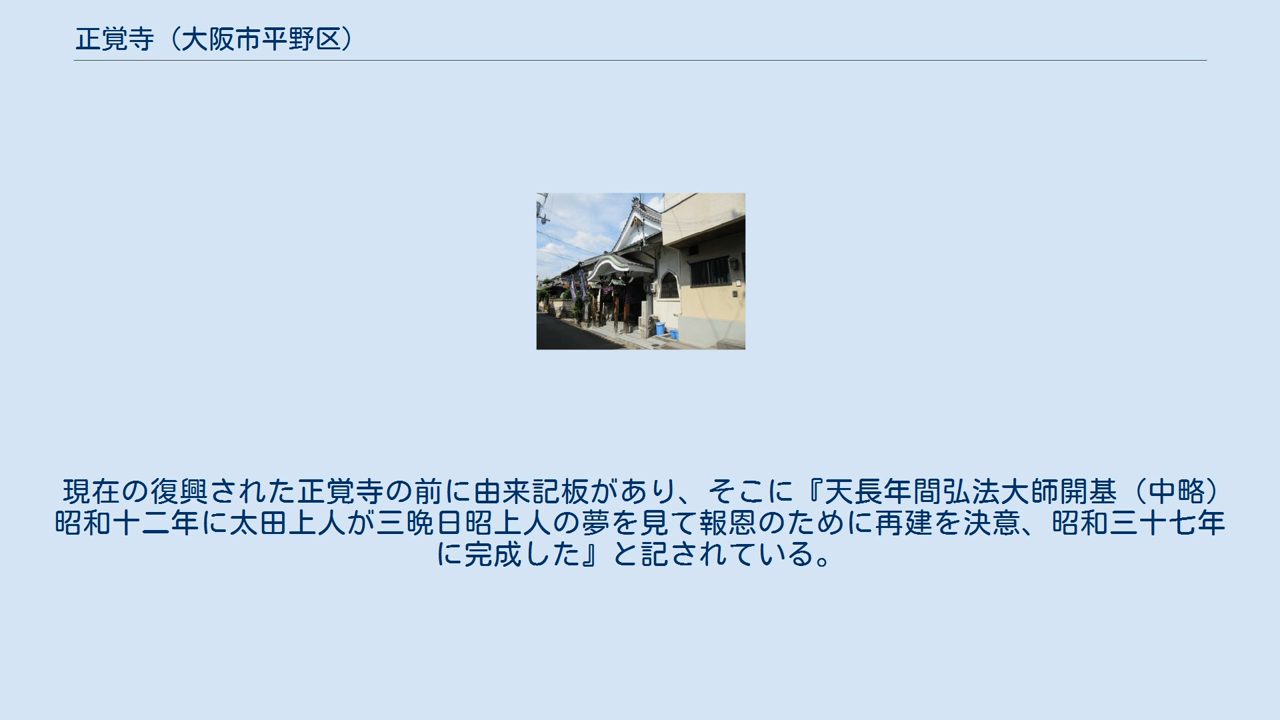 正覚寺（大阪市平野区）
現在の復興された正覚寺の前に由来記板があり、そこに『天長年間弘法大師開基（中略）
昭和十二年に太田上人が三晩日昭上人の夢を見て報恩のために再建を決意、昭和三十七年
に完成した』と記されている。